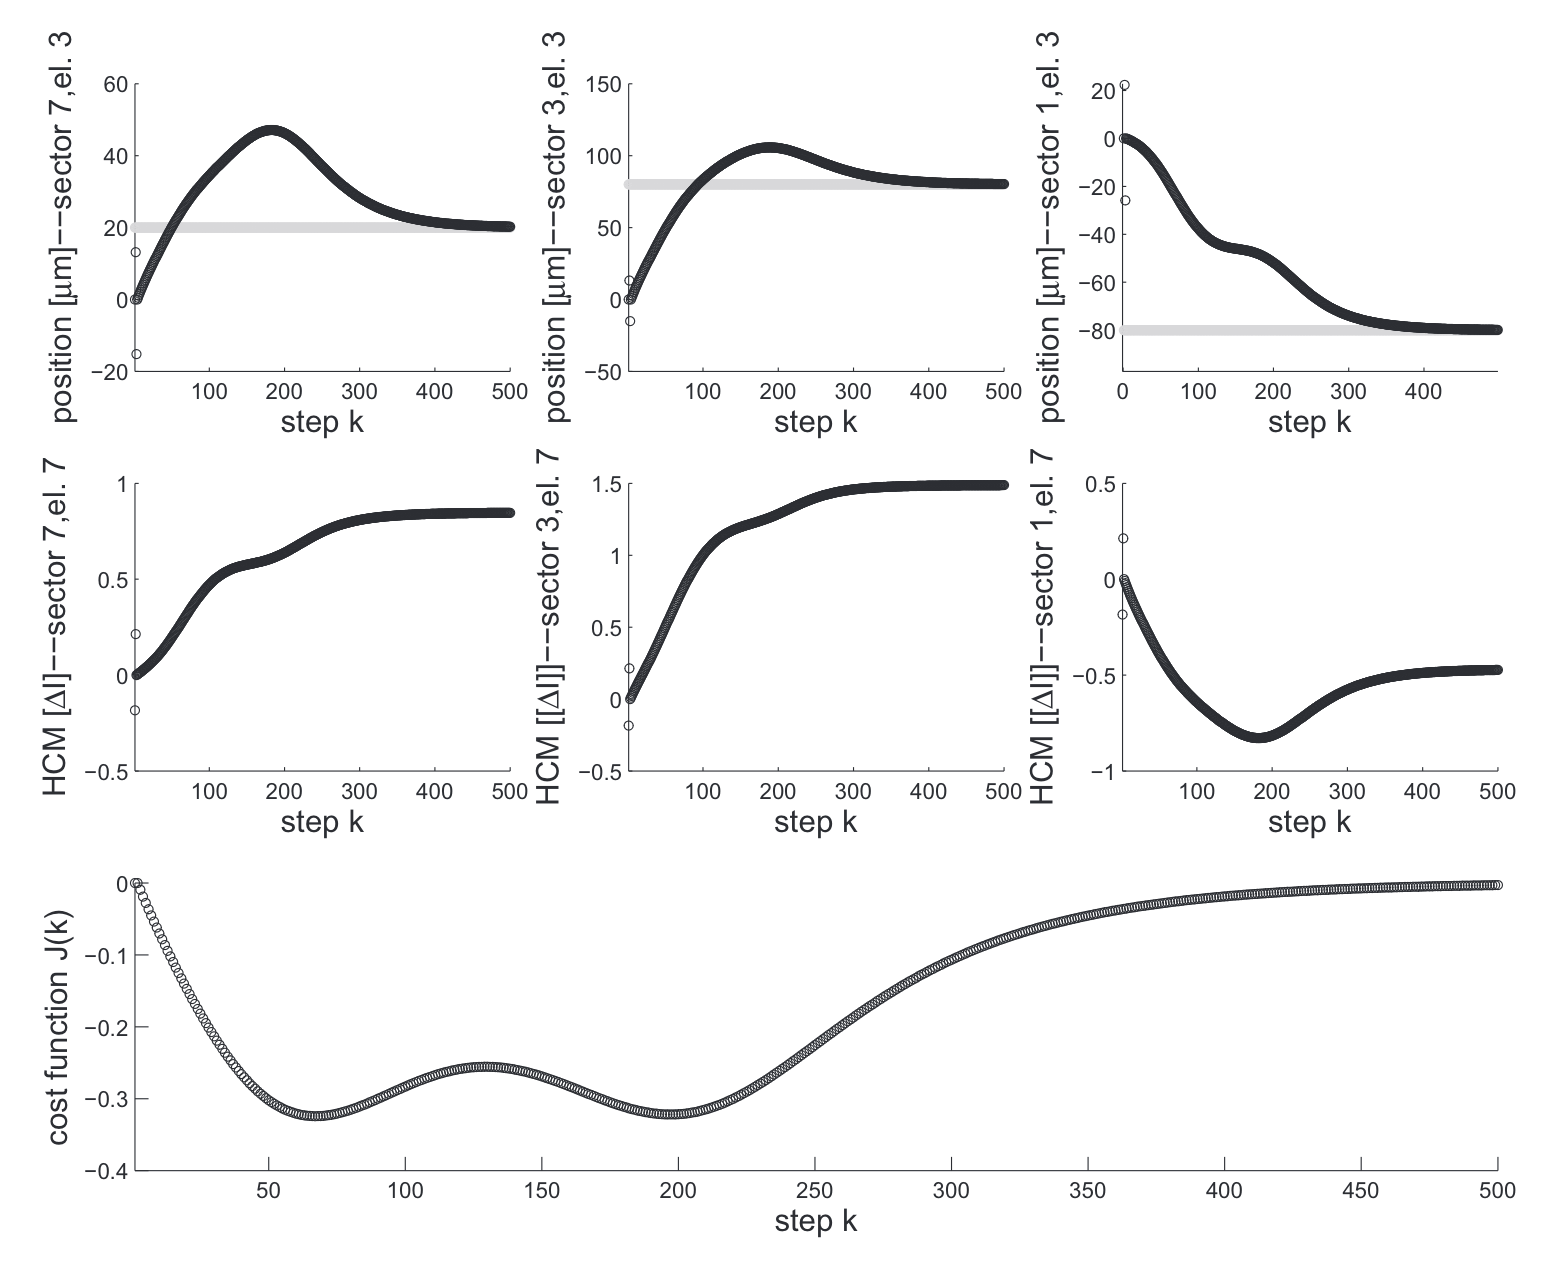 position [μm]−−sector 7,el. 3
60
40
20
0
−20
100 200 300 400 500
step k
position [μm]−−sector 3,el. 3
150
100
50
0
−50
100 200 300 400 500
step k
position [μm]−−sector 1,el. 3
20
0
−20
−40
−60
−80
0 100 200 300 400
step k
HCM [Δl]−−sector 7,el. 7
1
0.5
0
−0.5
100 200 300 400 500
step k
HCM [[Δl]]−−sector 3,el. 7
1.5
1
0.5
0
−0.5
100 200 300 400 500
step k
HCM [[Δl]]−−sector 1,el. 7
0.5
0
−0.5
−1
100 200 300 400 500
step k
cost function J(k)
0
−0.1
−0.2
−0.3
−0.4
50 100 150 200 250 300 350 400 450 500
step k